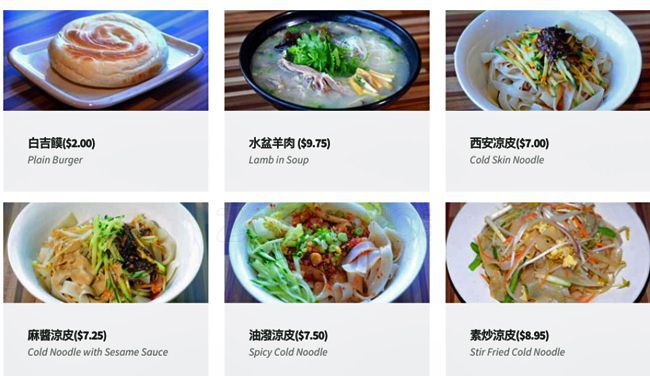 白吉饃($2.00)
Plain Burger
水盆羊肉 ($9.75)
Lamb in Soup
西安涼皮($7.00)
Cold Skin Noodle
麻醬涼皮($7.25)
Cold Noodle with Sesame Sauce
油潑涼皮($7.50)
Spicy Cold Noodle
素炒涼皮($8.95)
Stir Fried Cold Noodle